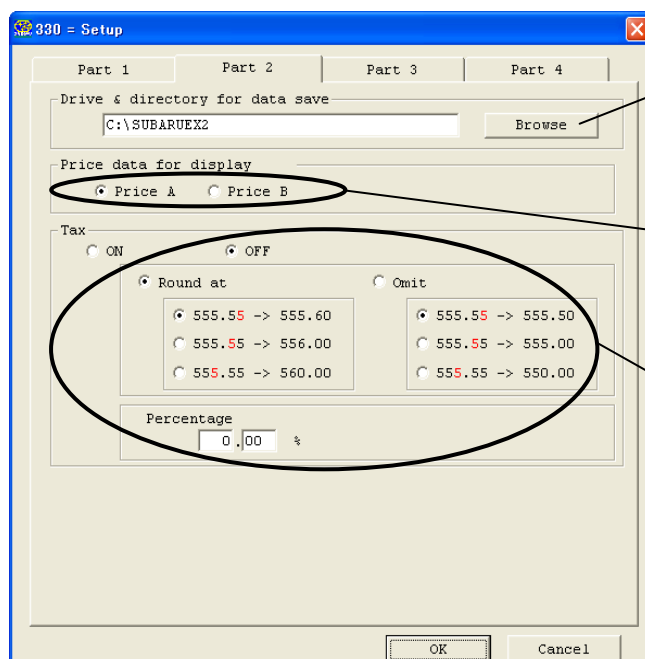 330 = Setup
Part 1 Part 2 Part 3 Part 4
Drive & directory for data save
C:\SUBARUEX2 Browse
Price data for display
Price A Price B
Tax
ON OFF
Round at Omit
555.55 -> 555.60 555.55 -> 555.50
555.55 -> 556.00 555.55 -> 555.00
555.55 -> 560.00 555.55 -> 550.00
Percentage
0.00 %
OK Cancel